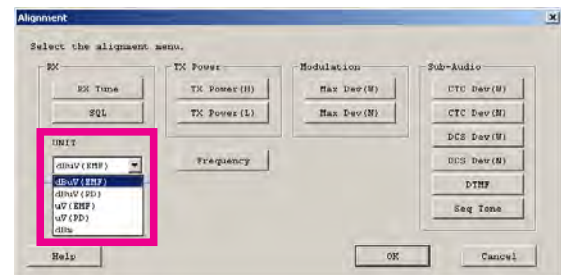 Alignment
Select the alignment menu.
RX
RX Tune
SQL
UNIT
dBuV(EMF)
dBuV(EMF)
dBuV(PD)
uV(EMF)
uV(PD)
dBm
TX Power
TX Power(H)
TX Power(L)
Frequency
Modulation
Max Dev(W)
Max Dev(N)
Sub-Audio
CTC Dev(W)
CTC Dev(N)
DCS Dev(W)
DCS Dev(N)
DTMF
Seq Tone
Help
OK
Cancel